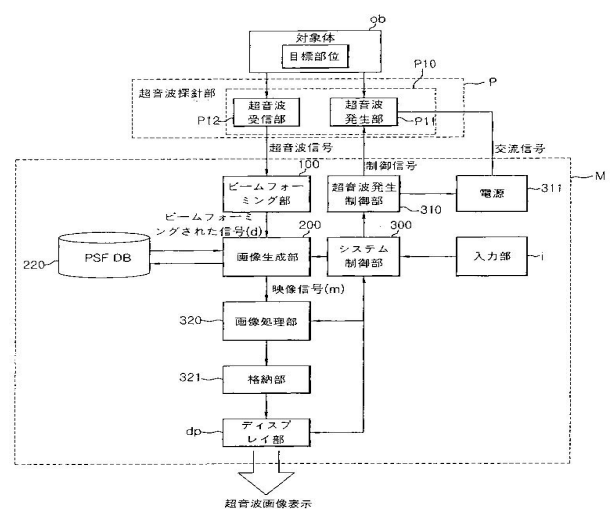 ob
対象体
目標部位
P10
P
超音波探針部
P12
超音波
受信部
超音波
発生部
P11
超音波信号
制御信号
交流信号
100
M
ビームフォー
ミング部
超音波発生
制御部
310
電源
311
ビームフォーミ
ングされた信号(d)
200
300
220
PSF DB
画像生成部
システム
制御部
入力部
i
映像信号(m)
320
画像処理部
321
格納部
dp
ディスプ
レイ部
超音波画像表示